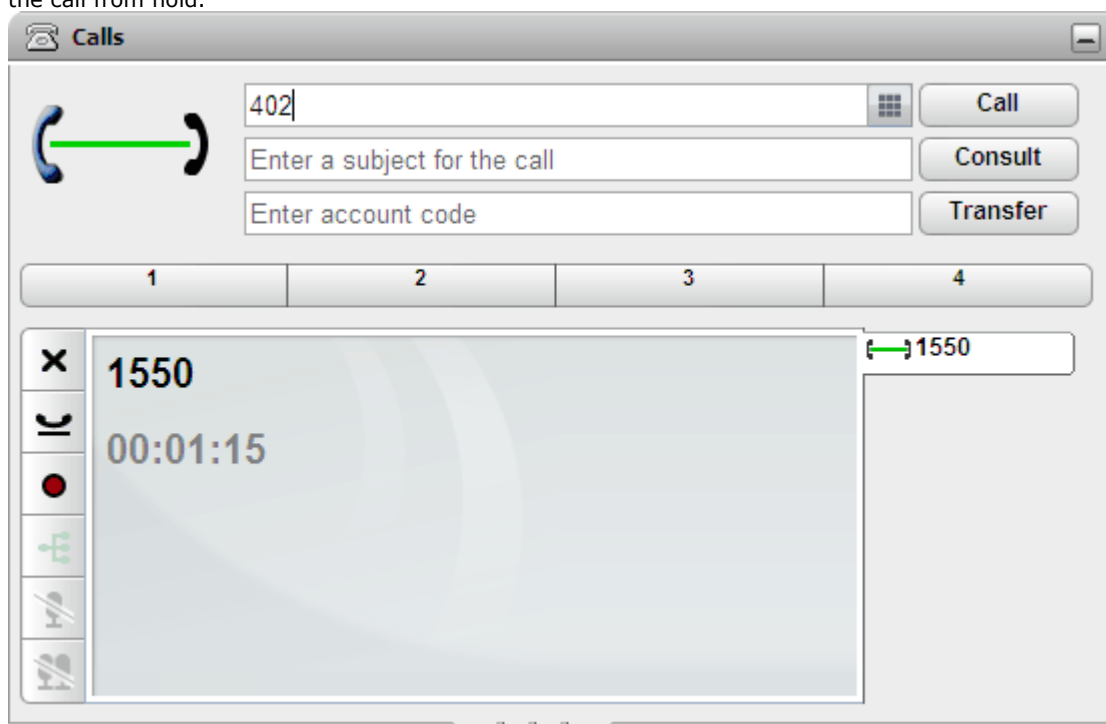 the call from hold.
Calls
402
Call
Enter a subject for the call
Consult
Enter account code
Transfer
1 2 3 4
1550
1550
00:01:15